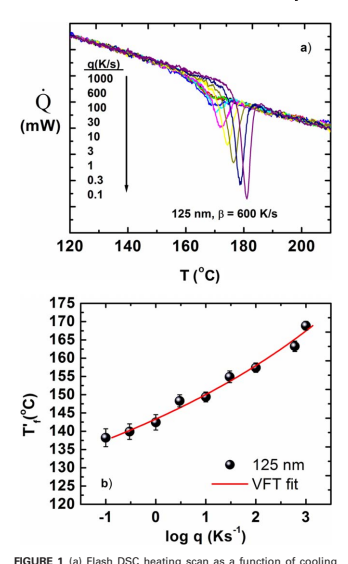 a)
q(K/s)
1000
600
100
30
10
3
1
0.3
0.1
Q̇
(mW)
125 nm, β = 600 K/s
120 140 160 180 200
T (°C)
175
170
165
160
155
150
145
140
135
130
125
120
T'f(°C)
125 nm
VFT fit
b)
-1 0 1 2 3
log q (Ks⁻¹)
FIGURE 1 (a) Flash DSC heating scan as a function of cooling